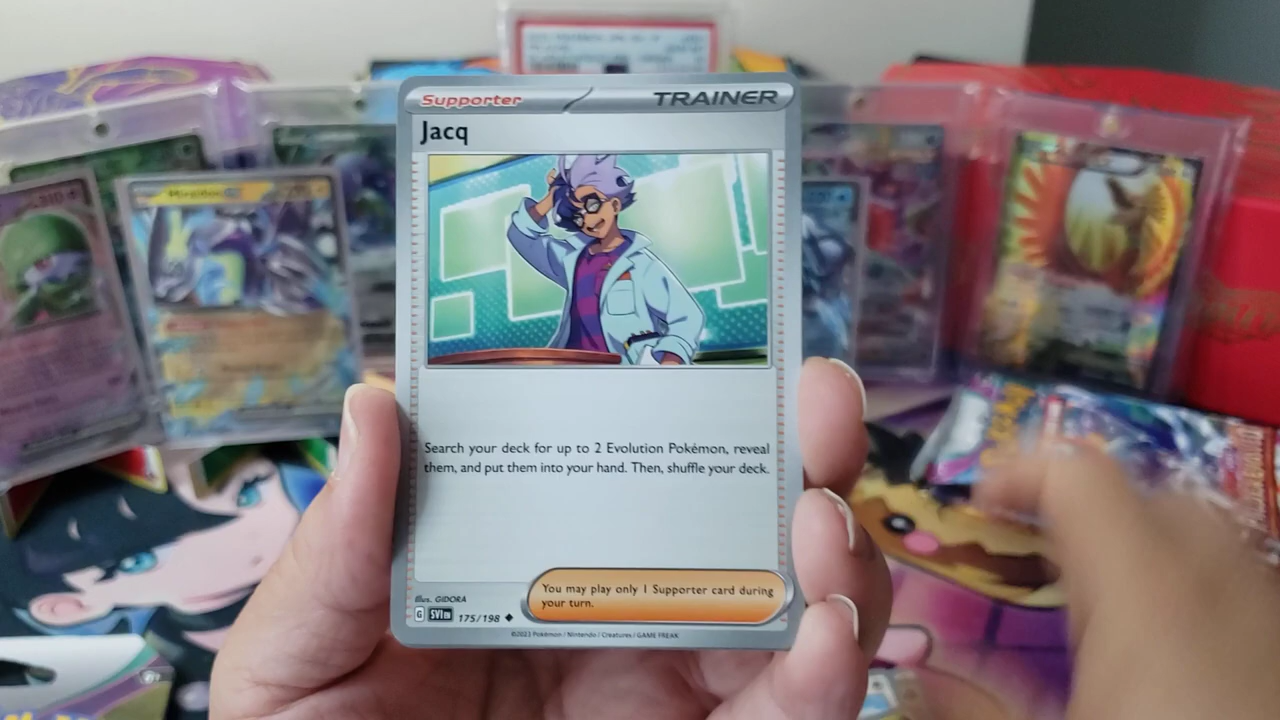 Supporter
TRAINER
Jacq
Search your deck for up to 2 Evolution Pokémon, reveal
them, and put them into your hand. Then, shuffle your deck.
You may play only 1 Supporter card during
your turn.
Illus. GIDORA
G SVI EN 175/198
©2023 Pokémon / Nintendo / Creatures / GAME FREAK